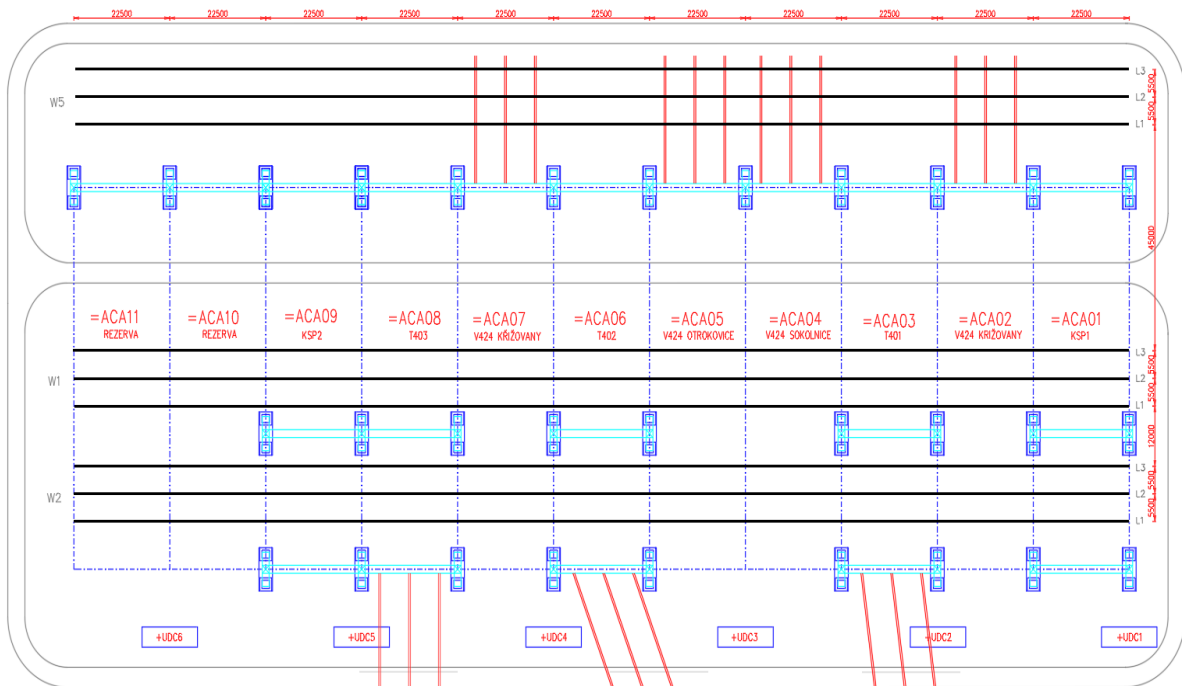 22500 22500 22500 22500 22500 22500 22500 22500 22500 22500 22500
L3
5500
W5
L2
5500
L1
45000
=ACA11 =ACA10 =ACA09 =ACA08 =ACA07 =ACA06 =ACA05 =ACA04 =ACA03 =ACA02 =ACA01
REZERVA REZERVA KSP2 T403 V424 KŘIŽOVANY T402 V424 OTROKOVICE V424 SOKOLNICE T401 V424 KRIŽOVANY KSP1
L3
5500
W1
L2
5500
L1
12000
L3
5500
W2
L2
5500
L1
+UDC6 +UDC5 +UDC4 +UDC3 +UDC2 +UDC1